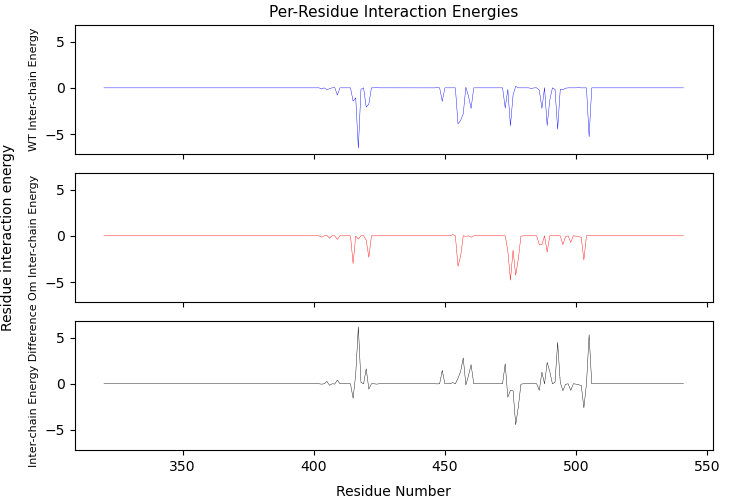 Per-Residue Interaction Energies
Residue interaction energy
WT Inter-chain Energy
5
0
−5
Om Inter-chain Energy
5
0
−5
Inter-chain Energy Difference
5
0
−5
350
400
450
500
550
Residue Number